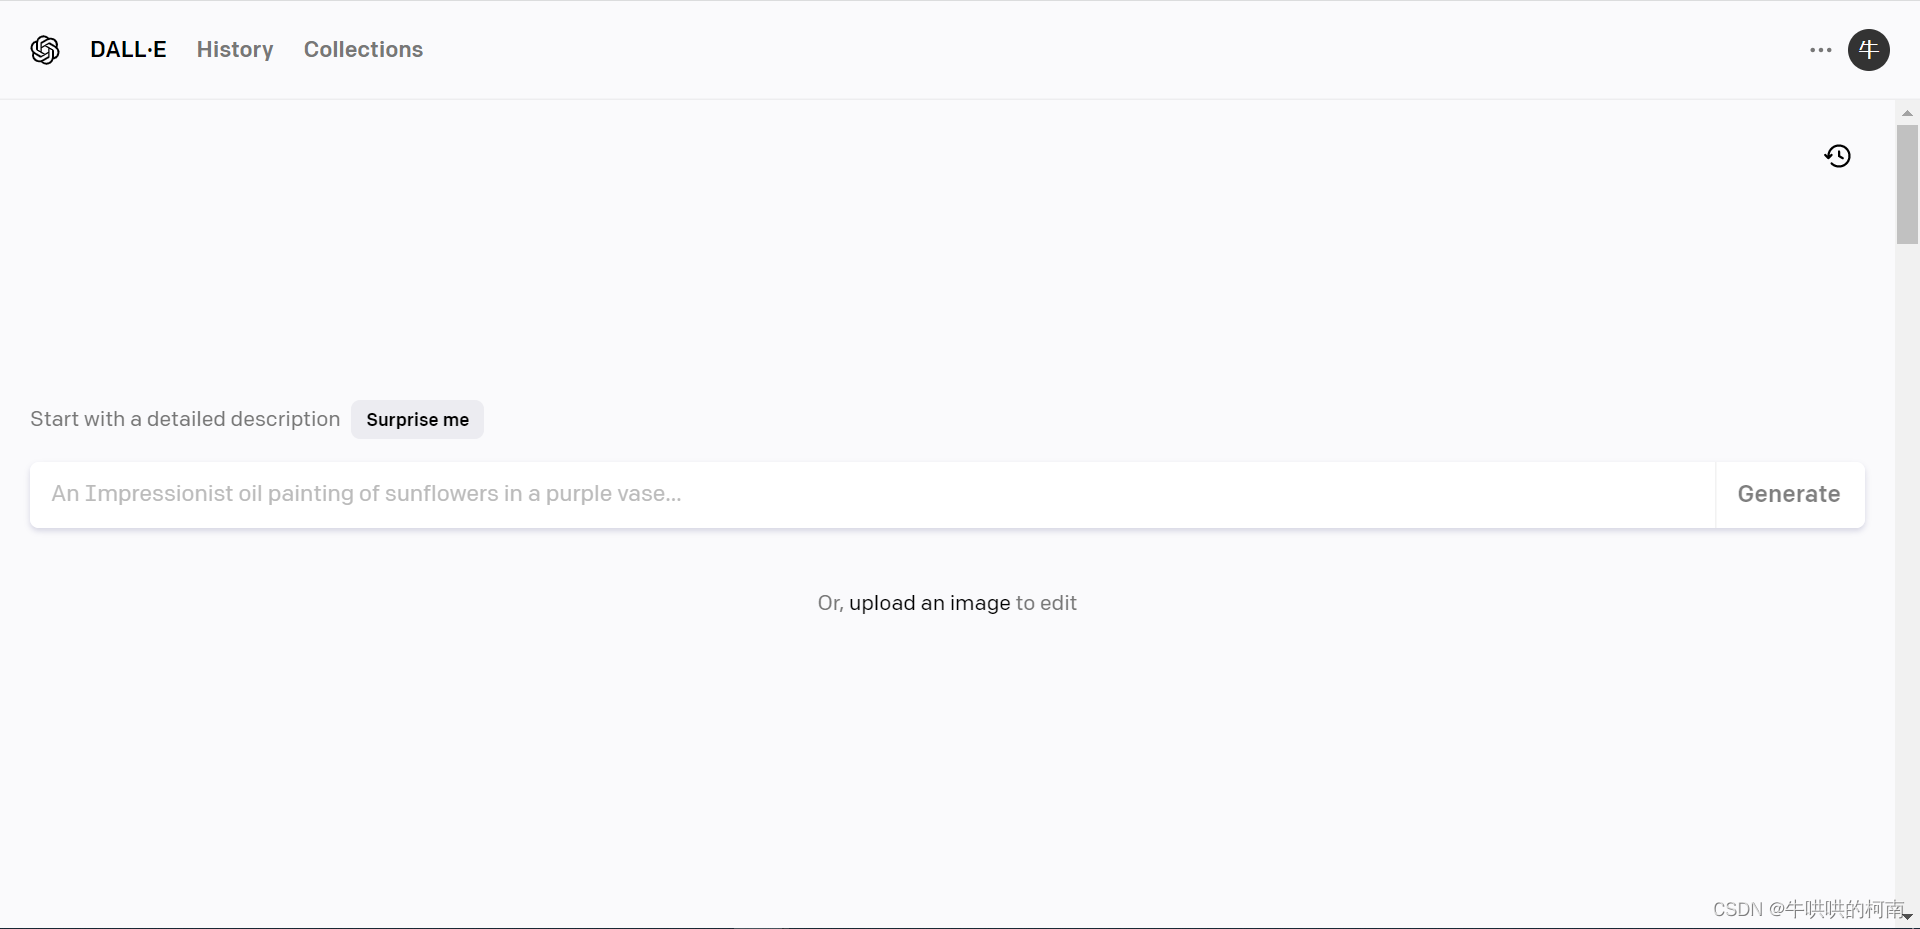 DALL·E History Collections ••• 牛
Start with a detailed description Surprise me
An Impressionist oil painting of sunflowers in a purple vase... Generate
Or, upload an image to edit
CSDN @牛哄哄的柯南